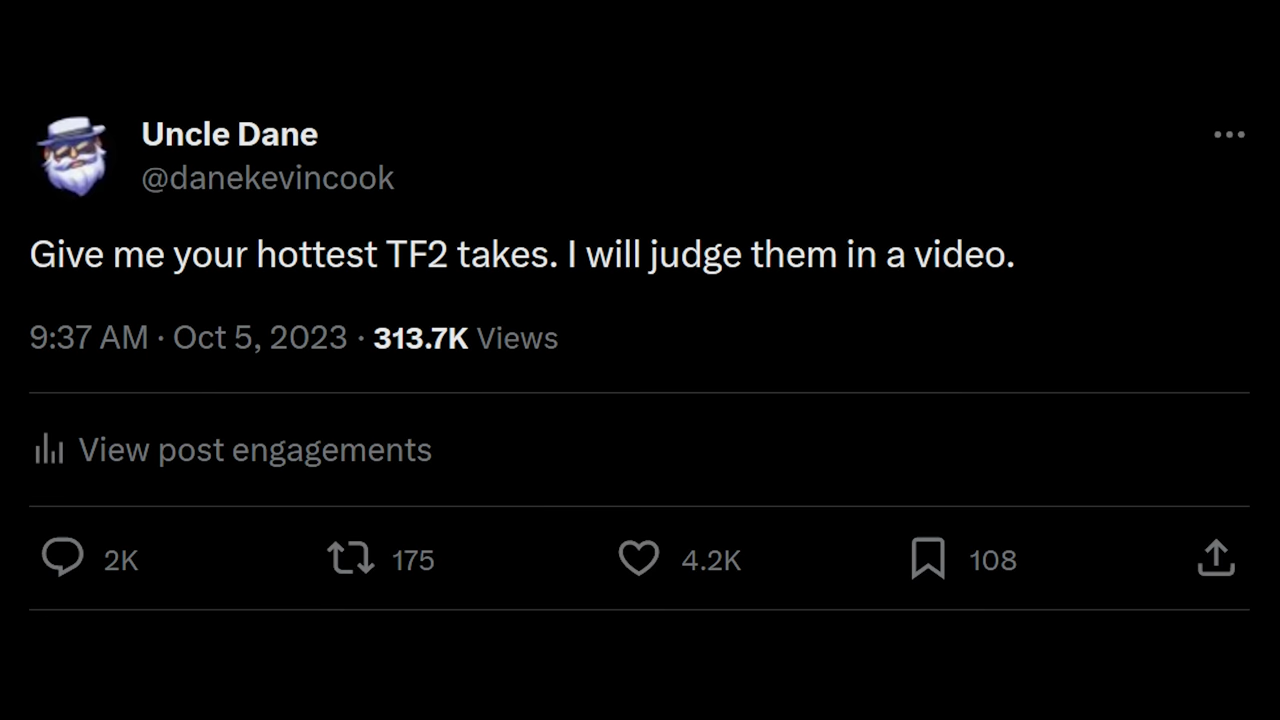 Uncle Dane
@danekevincook
Give me your hottest TF2 takes. I will judge them in a video.
9:37 AM · Oct 5, 2023 · 313.7K Views
View post engagements
2K 175 4.2K 108